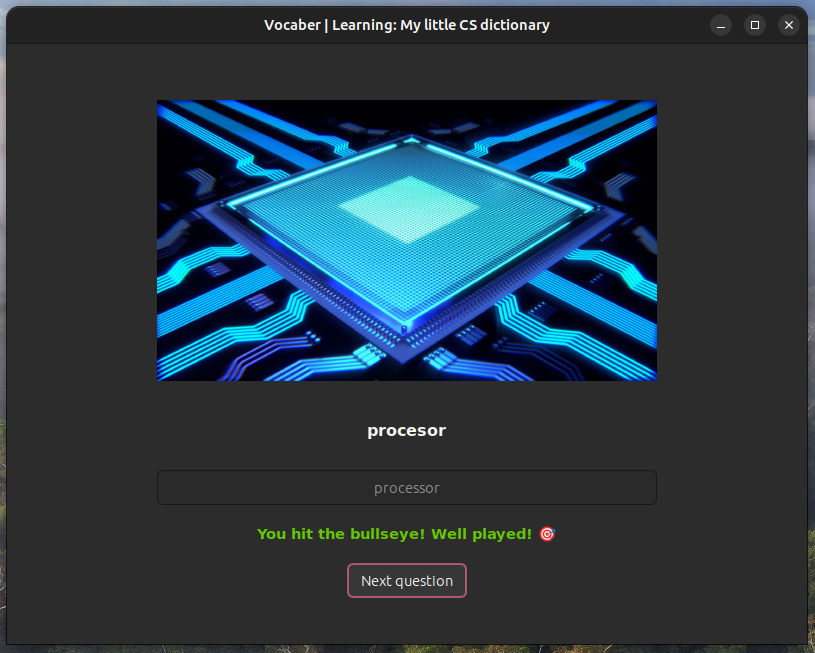 Vocaber | Learning: My little CS dictionary
procesor
processor
You hit the bullseye! Well played! 🎯
Next question